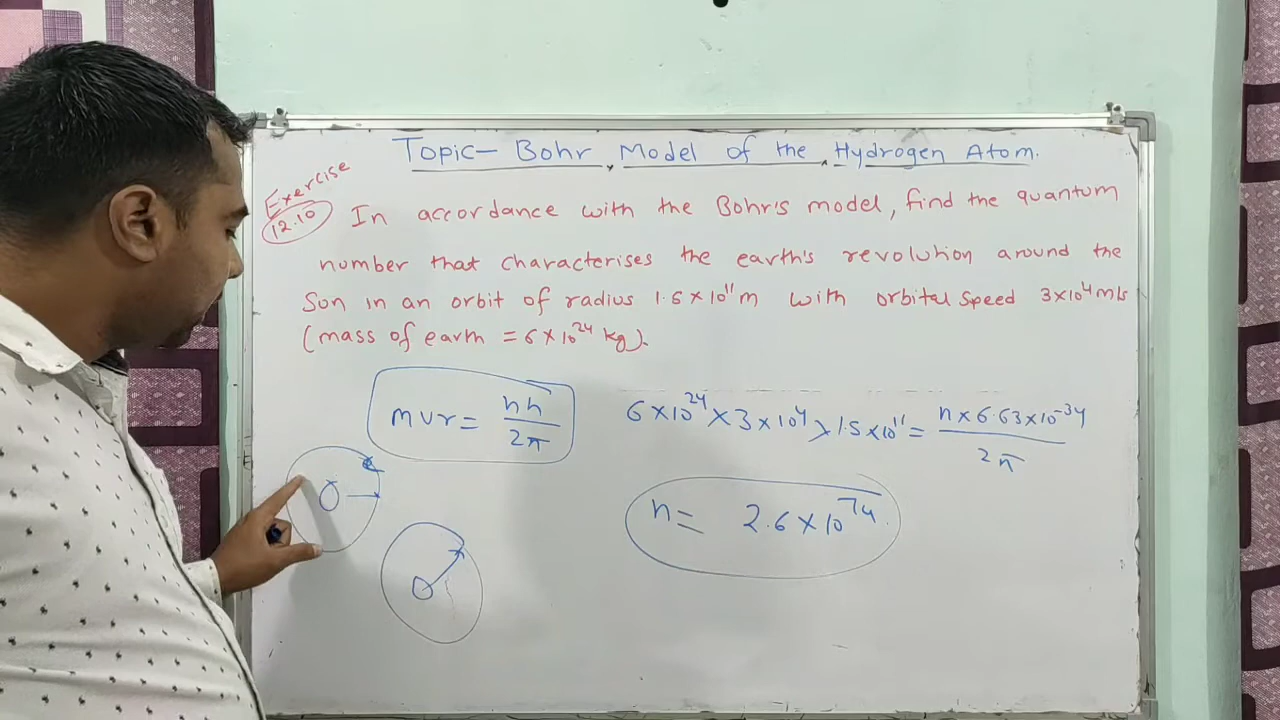 Topic- Bohr Model of the Hydrogen Atom.
Exercise
12.10
In accordance with the Bohr's model, find the quantum
number that characterises the earth's revolution around the
Sun in an orbit of radius 1.5×10¹¹m with orbital speed 3×10⁴m/s
(mass of earth = 6×10²⁴ kg).
mvr = nh/2π
6×10²⁴×3×10⁴×1.5×10¹¹ = n×6.63×10⁻³⁴/2π
n = 2.6×10⁷⁴